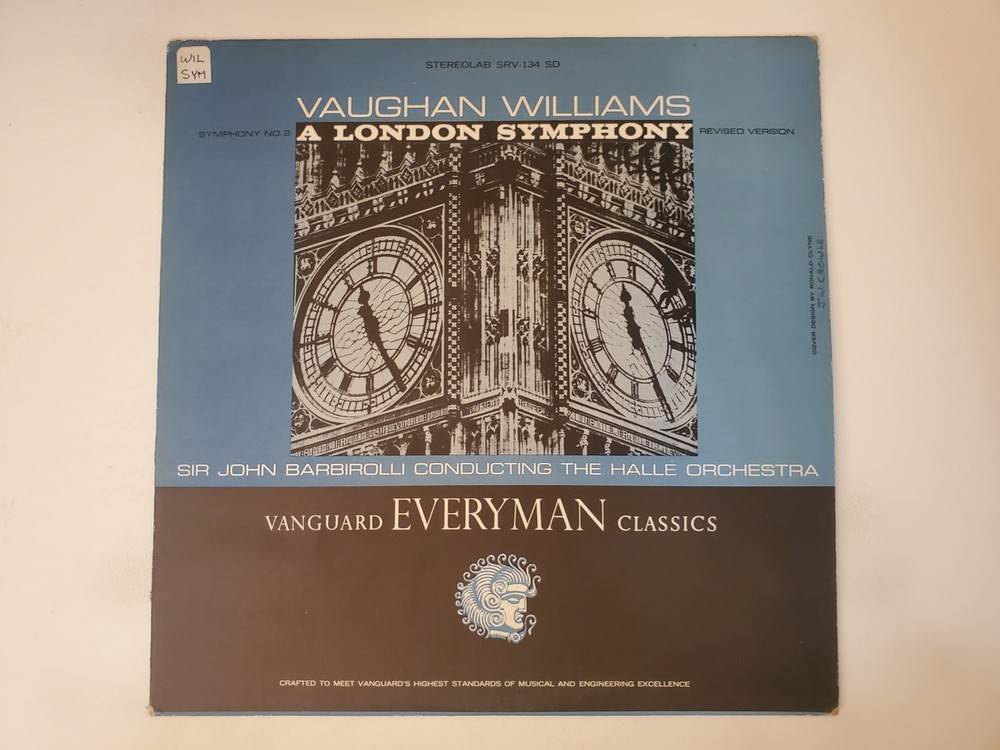 WIL
SYM
STEREOLAB SRV-134 SD
VAUGHAN WILLIAMS
SYMPHONY NO. 2
A LONDON SYMPHONY
REVISED VERSION
COVER DESIGN BY RONALD CLYNE
J.W. CROWLE
SIR JOHN BARBIROLLI CONDUCTING THE HALLÉ ORCHESTRA
VANGUARD EVERYMAN CLASSICS
CRAFTED TO MEET VANGUARD'S HIGHEST STANDARDS OF MUSICAL AND ENGINEERING EXCELLENCE